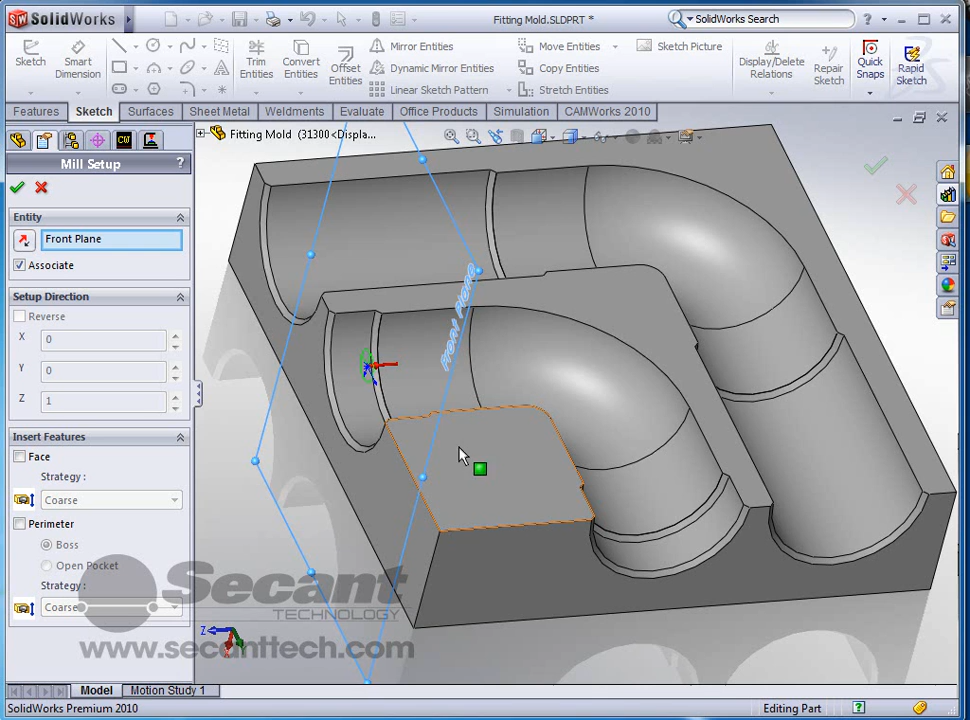 SolidWorks
Fitting Mold.SLDPRT *
SolidWorks Search
Sketch
Smart
Dimension
Trim
Entities
Convert
Entities
Offset
Entities
Mirror Entities
Dynamic Mirror Entities
Linear Sketch Pattern
Move Entities
Copy Entities
Stretch Entities
Sketch Picture
Display/Delete
Relations
Repair
Sketch
Quick
Snaps
Rapid
Sketch
Features
Sketch
Surfaces
Sheet Metal
Weldments
Evaluate
Office Products
Simulation
CAMWorks 2010
Fitting Mold (31300<Displa...
Mill Setup
?
Entity
Front Plane
Associate
Setup Direction
Reverse
X
0
Y
0
Z
1
Insert Features
Face
Strategy :
Coarse
Perimeter
Boss
Open Pocket
Strategy :
Coarse
Front Plane
Z
Secant
TECHNOLOGY
www.secanttech.com
Model
Motion Study 1
SolidWorks Premium 2010
Editing Part